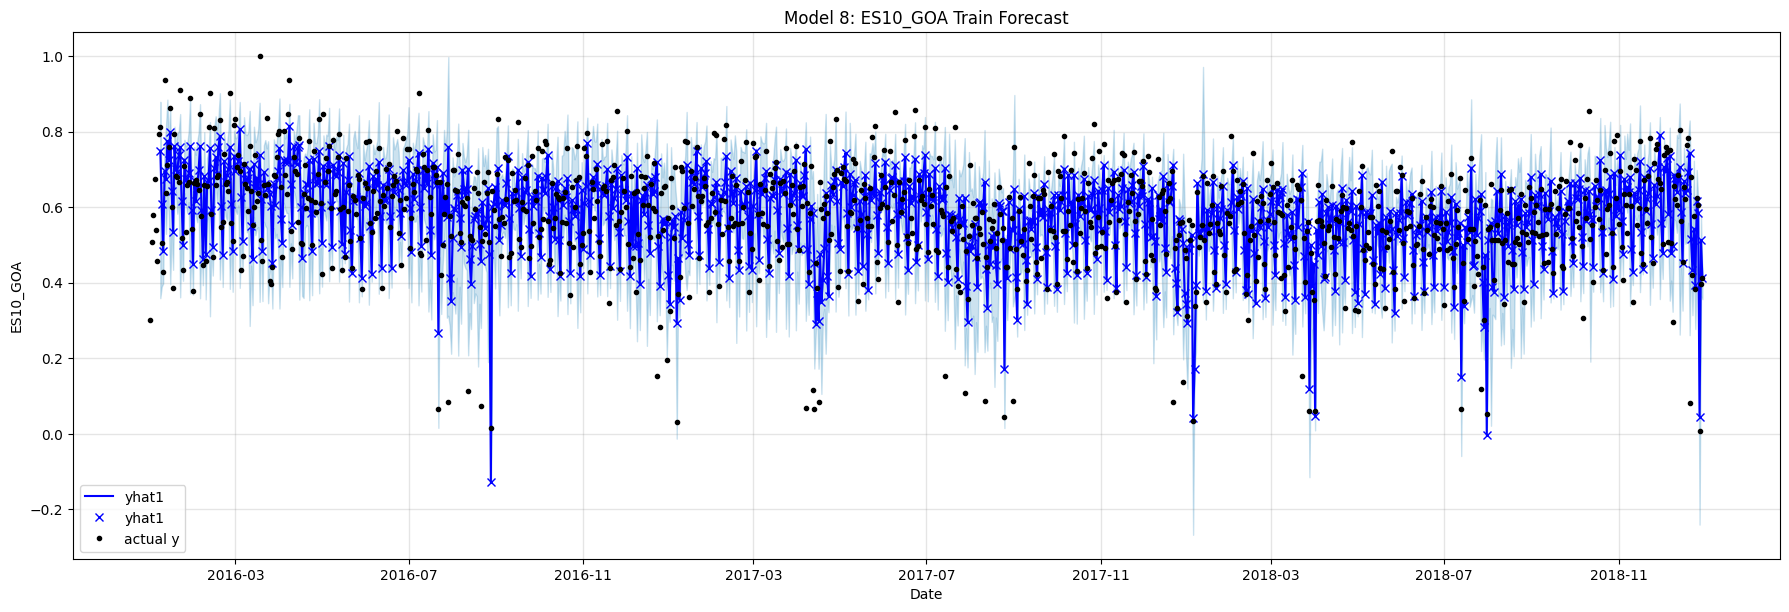 Model 8: ES10_GOA Train Forecast
ES10_GOA
1.0
0.8
0.6
0.4
0.2
0.0
−0.2
yhat1
yhat1
actual y
2016-03
2016-07
2016-11
2017-03
2017-07
2017-11
2018-03
2018-07
2018-11
Date